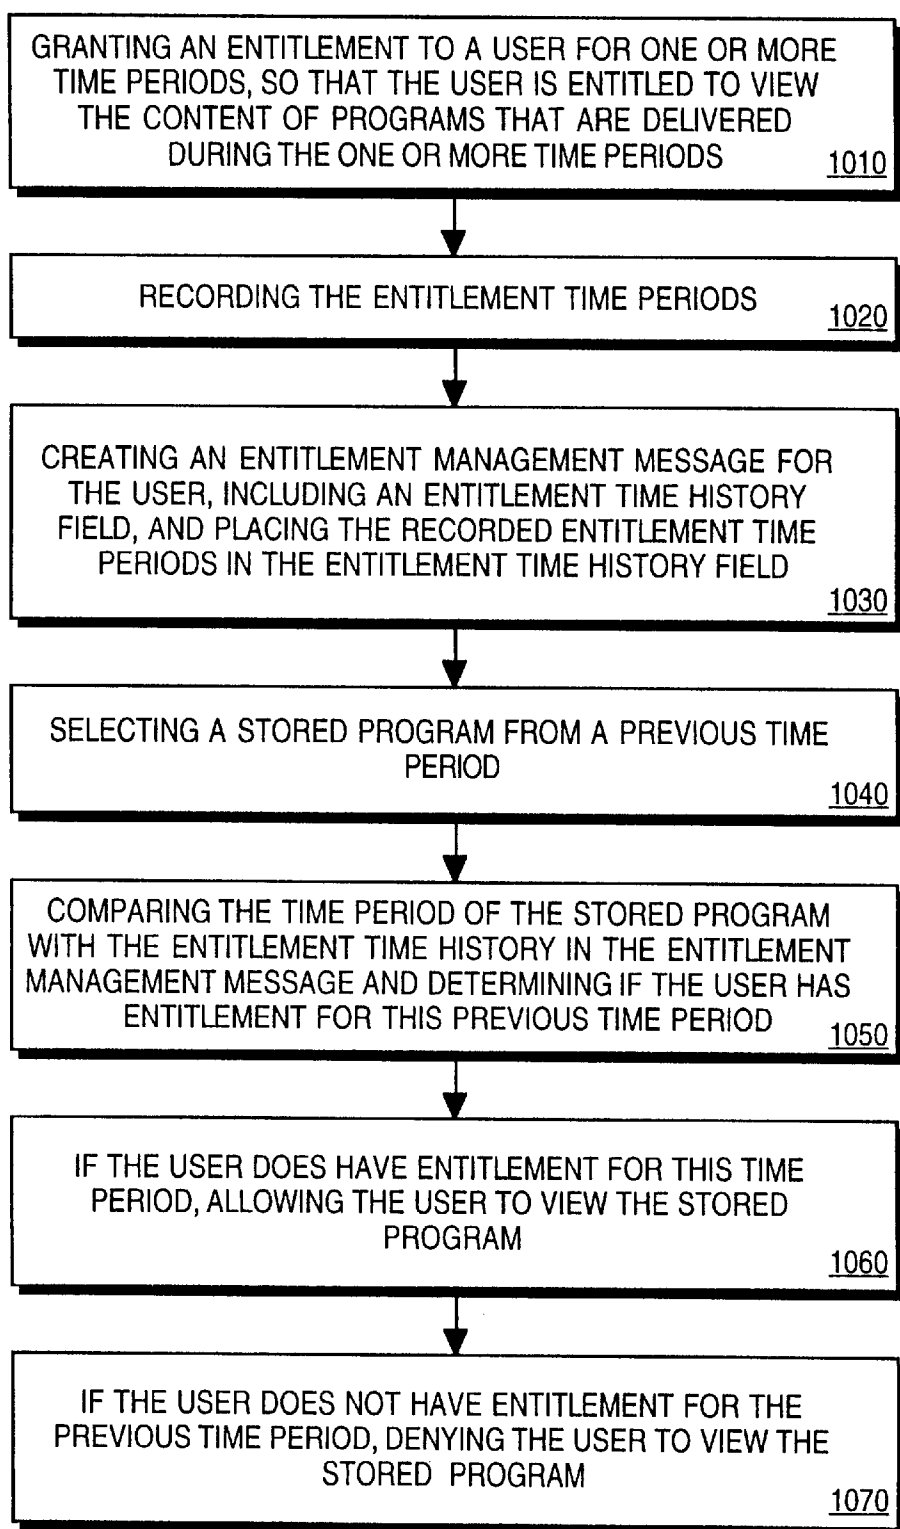 GRANTING AN ENTITLEMENT TO A USER FOR ONE OR MORE
TIME PERIODS, SO THAT THE USER IS ENTITLED TO VIEW
THE CONTENT OF PROGRAMS THAT ARE DELIVERED
DURING THE ONE OR MORE TIME PERIODS
1010
RECORDING THE ENTITLEMENT TIME PERIODS
1020
CREATING AN ENTITLEMENT MANAGEMENT MESSAGE FOR
THE USER, INCLUDING AN ENTITLEMENT TIME HISTORY
FIELD, AND PLACING THE RECORDED ENTITLEMENT TIME
PERIODS IN THE ENTITLEMENT TIME HISTORY FIELD
1030
SELECTING A STORED PROGRAM FROM A PREVIOUS TIME
PERIOD
1040
COMPARING THE TIME PERIOD OF THE STORED PROGRAM
WITH THE ENTITLEMENT TIME HISTORY IN THE ENTITLEMENT
MANAGEMENT MESSAGE AND DETERMINING IF THE USER HAS
ENTITLEMENT FOR THIS PREVIOUS TIME PERIOD
1050
IF THE USER DOES HAVE ENTITLEMENT FOR THIS TIME
PERIOD, ALLOWING THE USER TO VIEW THE STORED
PROGRAM
1060
IF THE USER DOES NOT HAVE ENTITLEMENT FOR THE
PREVIOUS TIME PERIOD, DENYING THE USER TO VIEW THE
STORED PROGRAM
1070